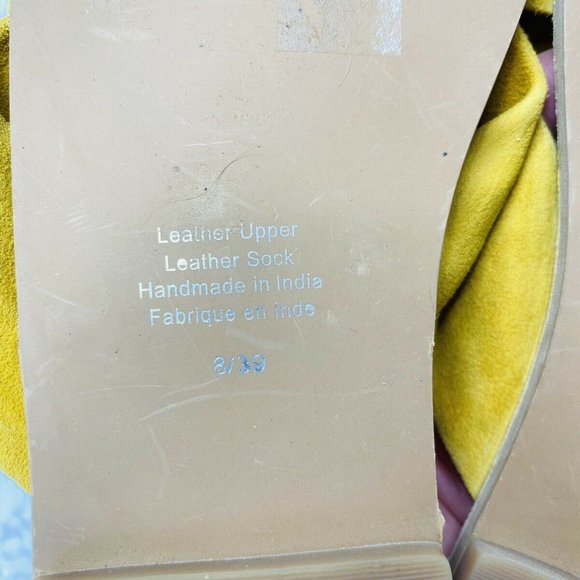 Leather Upper
Leather Sock
Handmade in India
Fabrique en Inde
8/39